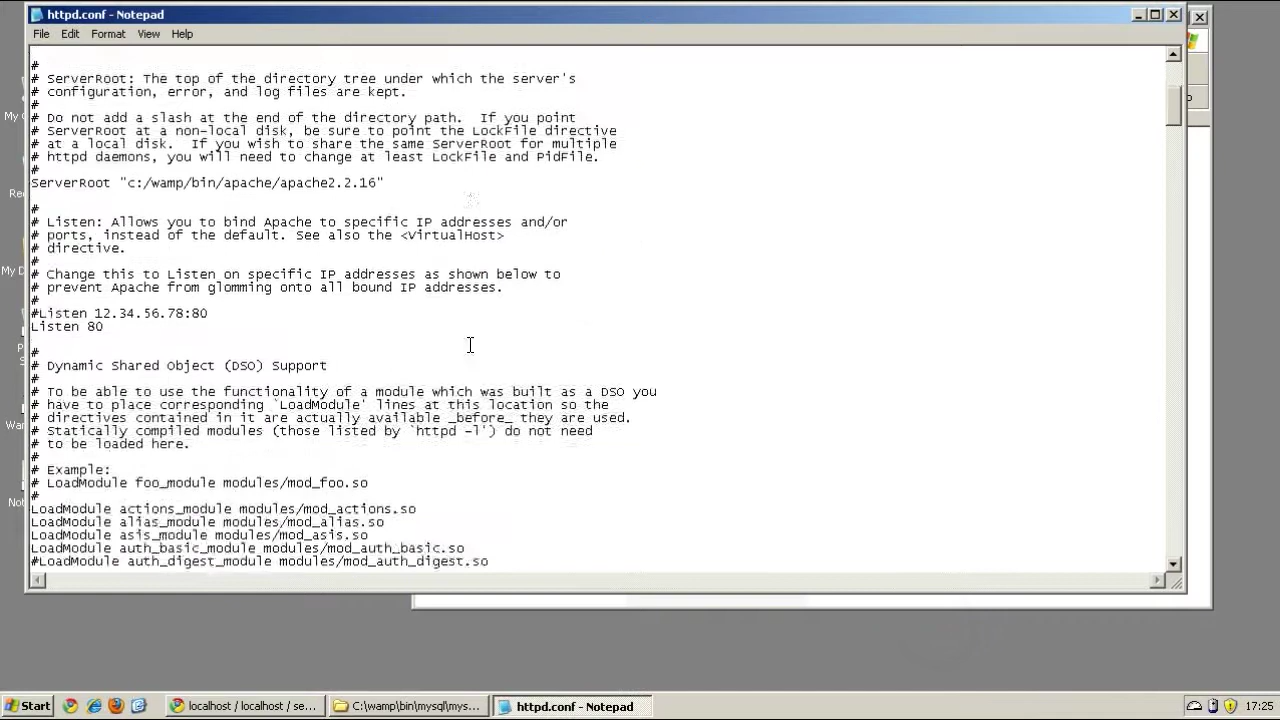 httpd.conf - Notepad
File Edit Format View Help
#
# ServerRoot: The top of the directory tree under which the server's
# configuration, error, and log files are kept.
#
# Do not add a slash at the end of the directory path.  If you point
# ServerRoot at a non-local disk, be sure to point the LockFile directive
# at a local disk.  If you wish to share the same ServerRoot for multiple
# httpd daemons, you will need to change at least LockFile and PidFile.
#
ServerRoot "c:/wamp/bin/apache/apache2.2.16"
#
# Listen: Allows you to bind Apache to specific IP addresses and/or
# ports, instead of the default. See also the <VirtualHost>
# directive.
#
# Change this to Listen on specific IP addresses as shown below to
# prevent Apache from glomming onto all bound IP addresses.
#
#Listen 12.34.56.78:80
Listen 80
#
# Dynamic Shared Object (DSO) Support
#
# To be able to use the functionality of a module which was built as a DSO you
# have to place corresponding `LoadModule' lines at this location so the
# directives contained in it are actually available _before_ they are used.
# Statically compiled modules (those listed by `httpd -l') do not need
# to be loaded here.
#
# Example:
# LoadModule foo_module modules/mod_foo.so
#
LoadModule actions_module modules/mod_actions.so
LoadModule alias_module modules/mod_alias.so
LoadModule asis_module modules/mod_asis.so
LoadModule auth_basic_module modules/mod_auth_basic.so
#LoadModule auth_digest_module modules/mod_auth_digest.so
Start
localhost / localhost / se...
C:\wamp\bin\mysql\mys...
httpd.conf - Notepad
17:25